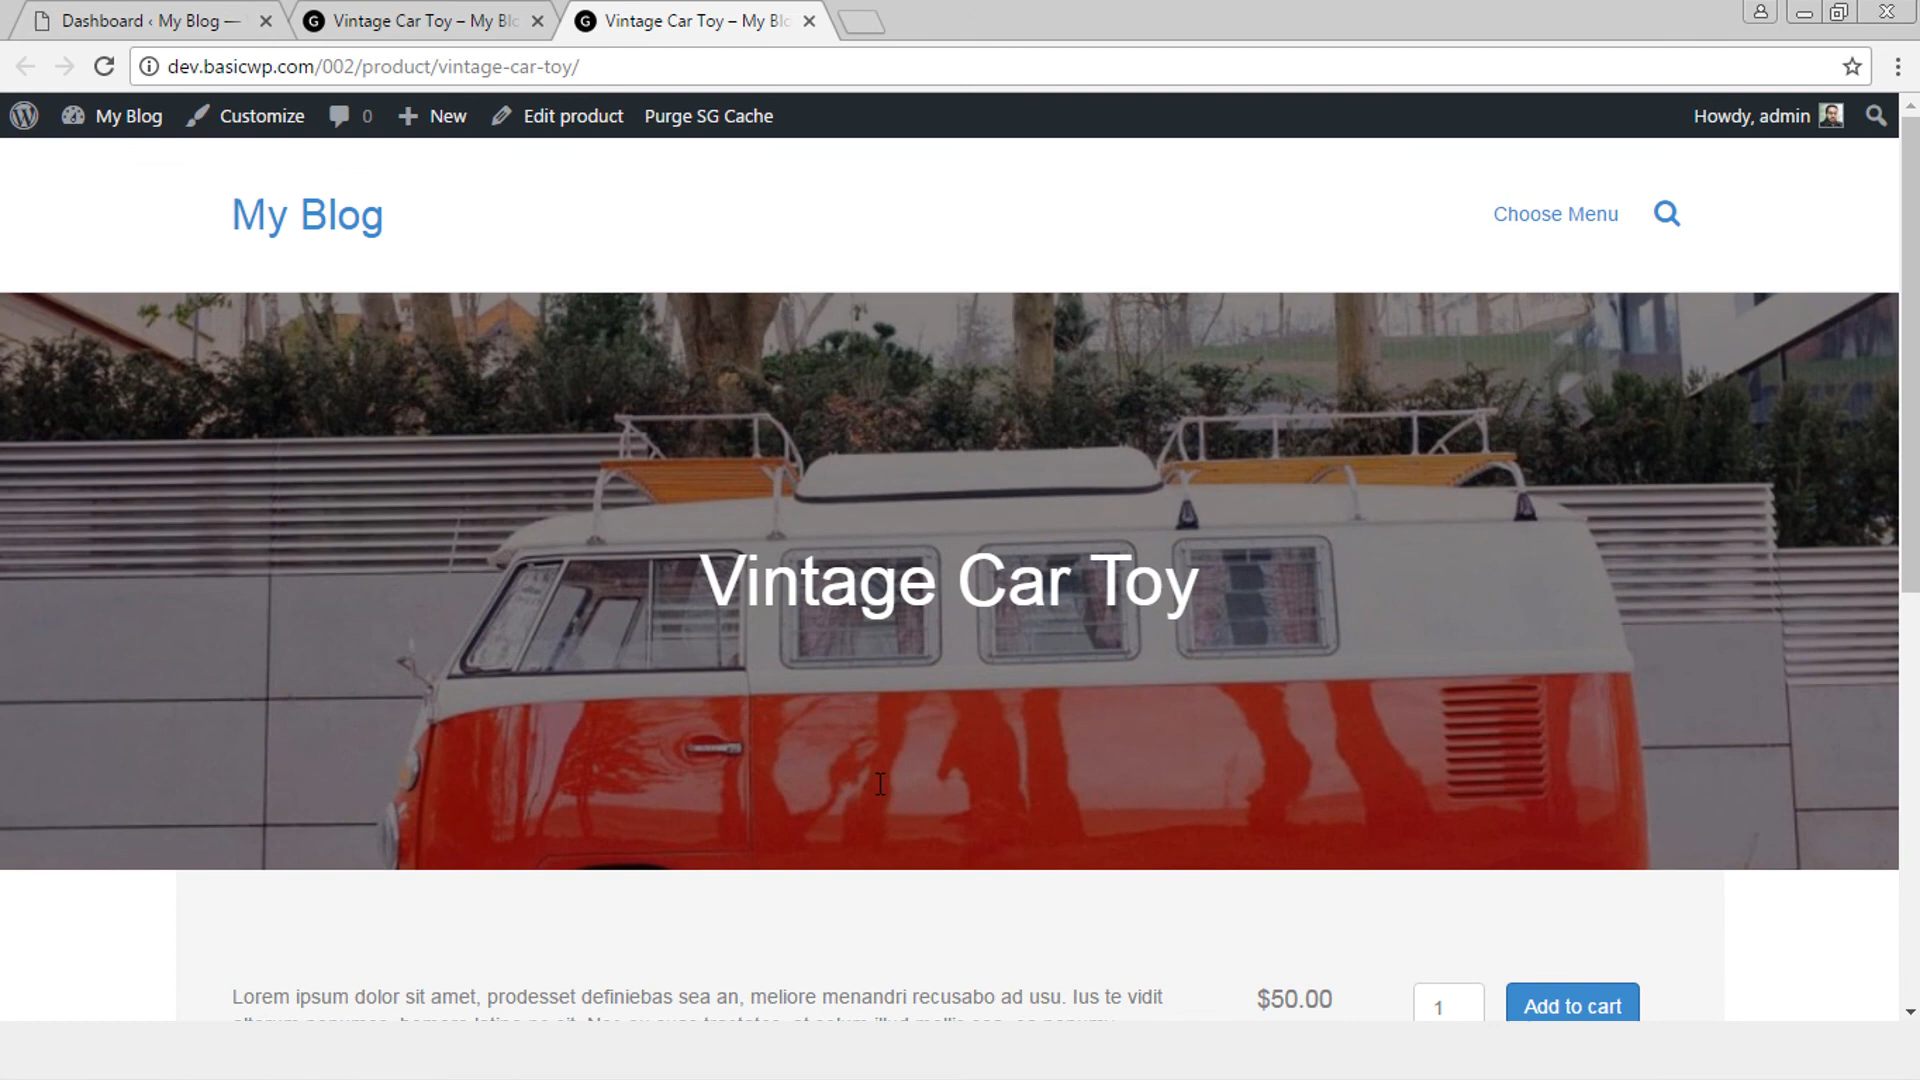 Dashboard ‹ My Blog —
Vintage Car Toy – My Blo
Vintage Car Toy – My Blo
dev.basicwp.com/002/product/vintage-car-toy/
My Blog
Customize
0
New
Edit product
Purge SG Cache
Howdy, admin
My Blog
Choose Menu
Vintage Car Toy
Lorem ipsum dolor sit amet, prodesset definiebas sea an, meliore menandri recusabo ad usu. Ius te vidit
$50.00
1
Add to cart